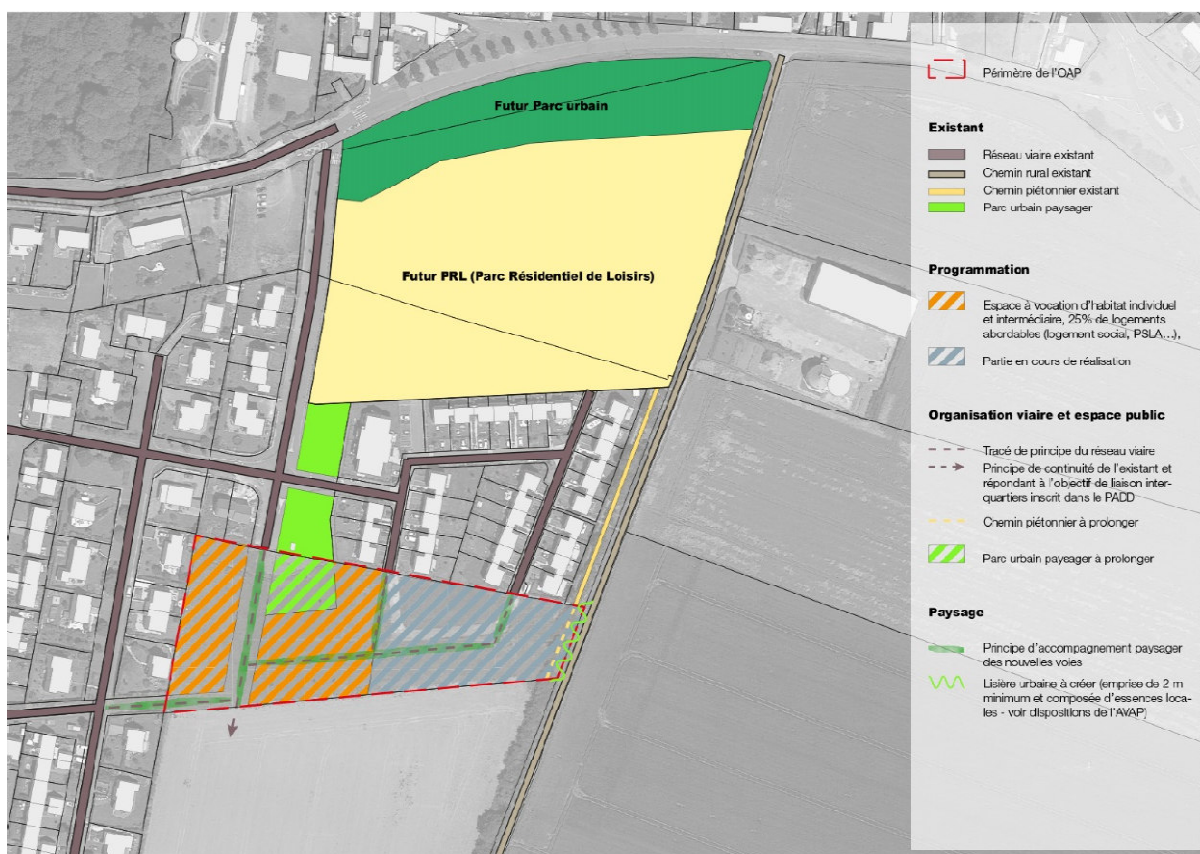 Futur Parc urbain
Futur PRL (Parc Résidentiel de Loisirs)
Périmètre de l'OAP
Existant
Réseau viaire existant
Chemin rural existant
Chemin piétonnier existant
Parc urbain paysager
Programmation
Espace à vocation d'habitat individuel
et intermédiaire, 25% de logements
abordables (logement social, PSLA...),
Partie en cours de réalisation
Organisation viaire et espace public
Tracé de principe du réseau viaire
Principe de continuité de l'existant et
répondant à l'objectif de liaison inter-
quartiers inscrit dans le PADD
Chemin piétonnier à prolonger
Parc urbain payeager à prolonger
Paysage
Principe d'accompagnement paysager
des nouvelles voies
Lisière urbaine à créer (emprise de 2 m
minimum et composée d'essences loca-
les - voir dispositions de l'AVAP)